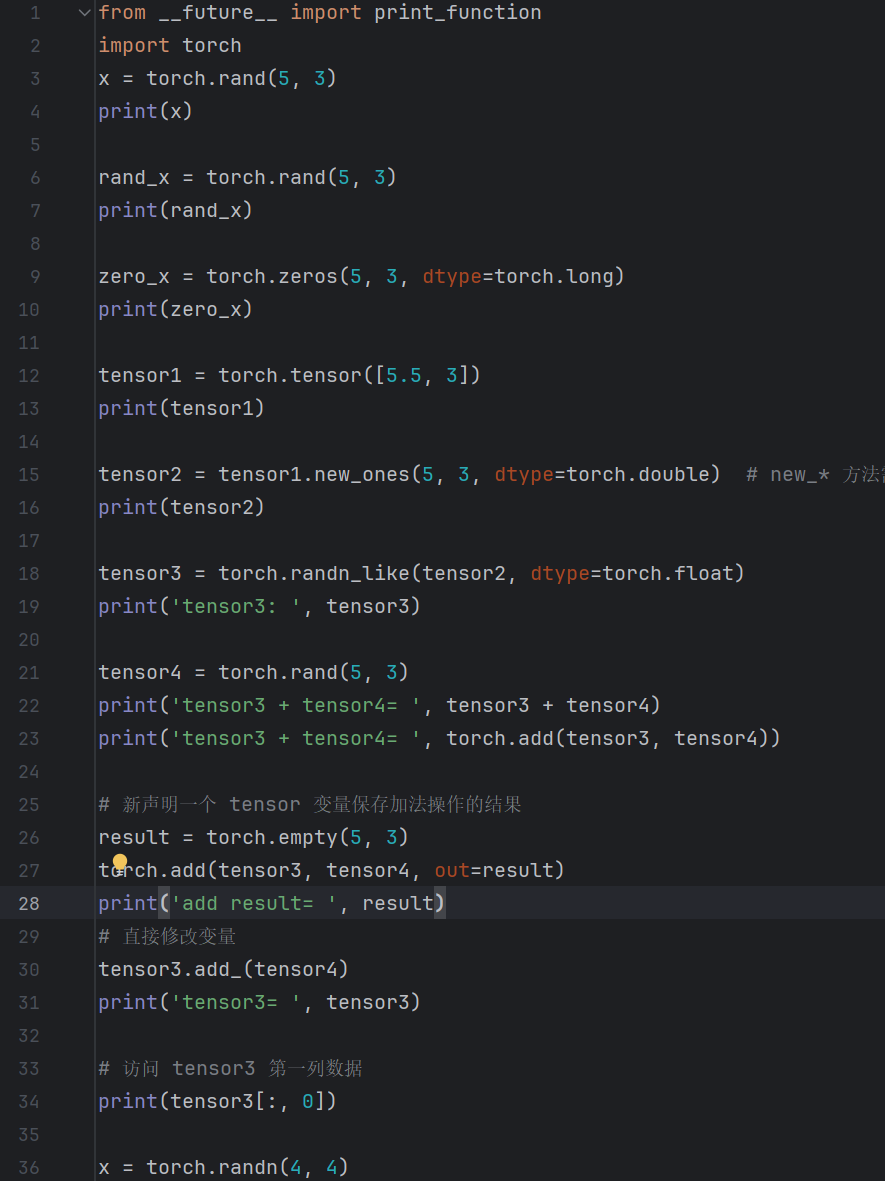 1 from __future__ import print_function
2 import torch
3 x = torch.rand(5, 3)
4 print(x)
5
6 rand_x = torch.rand(5, 3)
7 print(rand_x)
8
9 zero_x = torch.zeros(5, 3, dtype=torch.long)
10 print(zero_x)
11
12 tensor1 = torch.tensor([5.5, 3])
13 print(tensor1)
14
15 tensor2 = tensor1.new_ones(5, 3, dtype=torch.double)  # new_* 方法
16 print(tensor2)
17
18 tensor3 = torch.randn_like(tensor2, dtype=torch.float)
19 print('tensor3: ', tensor3)
20
21 tensor4 = torch.rand(5, 3)
22 print('tensor3 + tensor4= ', tensor3 + tensor4)
23 print('tensor3 + tensor4= ', torch.add(tensor3, tensor4))
24
25 # 新声明一个 tensor 变量保存加法操作的结果
26 result = torch.empty(5, 3)
27 torch.add(tensor3, tensor4, out=result)
28 print('add result= ', result)
29 # 直接修改变量
30 tensor3.add_(tensor4)
31 print('tensor3= ', tensor3)
32
33 # 访问 tensor3 第一列数据
34 print(tensor3[:, 0])
35
36 x = torch.randn(4, 4)